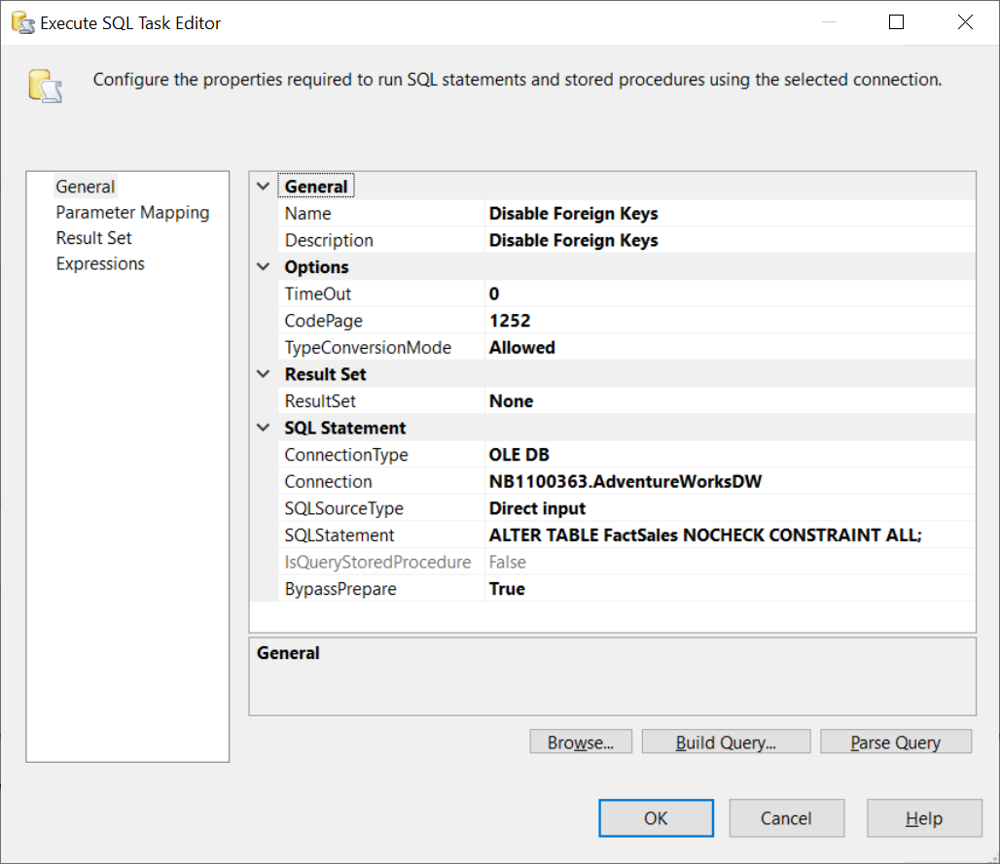 Execute SQL Task Editor
Configure the properties required to run SQL statements and stored procedures using the selected connection.
General
Parameter Mapping
Result Set
Expressions
General
Name Disable Foreign Keys
Description Disable Foreign Keys
Options
TimeOut 0
CodePage 1252
TypeConversionMode Allowed
Result Set
ResultSet None
SQL Statement
ConnectionType OLE DB
Connection NB1100363.AdventureWorksDW
SQLSourceType Direct input
SQLStatement ALTER TABLE FactSales NOCHECK CONSTRAINT ALL;
IsQueryStoredProcedure False
BypassPrepare True
General
Browse... Build Query... Parse Query
OK Cancel Help